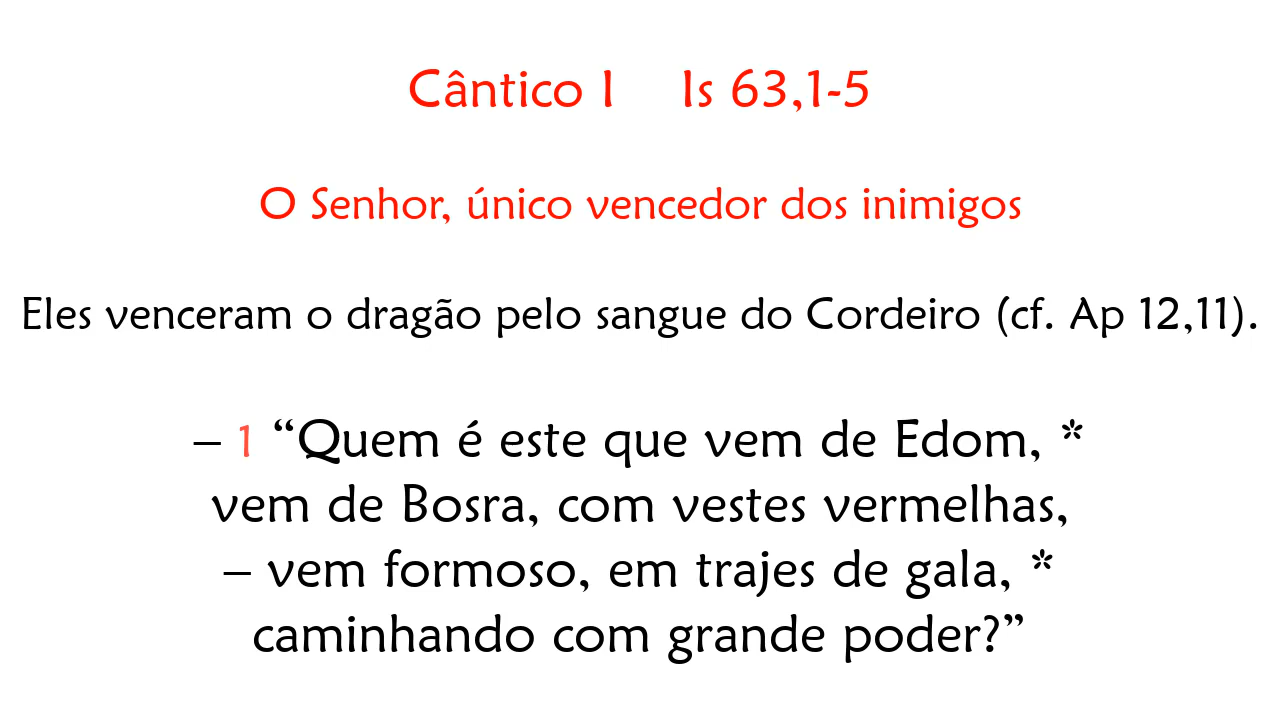 Cântico I Is 63,1-5
O Senhor, único vencedor dos inimigos
Eles venceram o dragão pelo sangue do Cordeiro (cf. Ap 12,11).
– 1 “Quem é este que vem de Edom, *
vem de Bosra, com vestes vermelhas,
– vem formoso, em trajes de gala, *
caminhando com grande poder?”